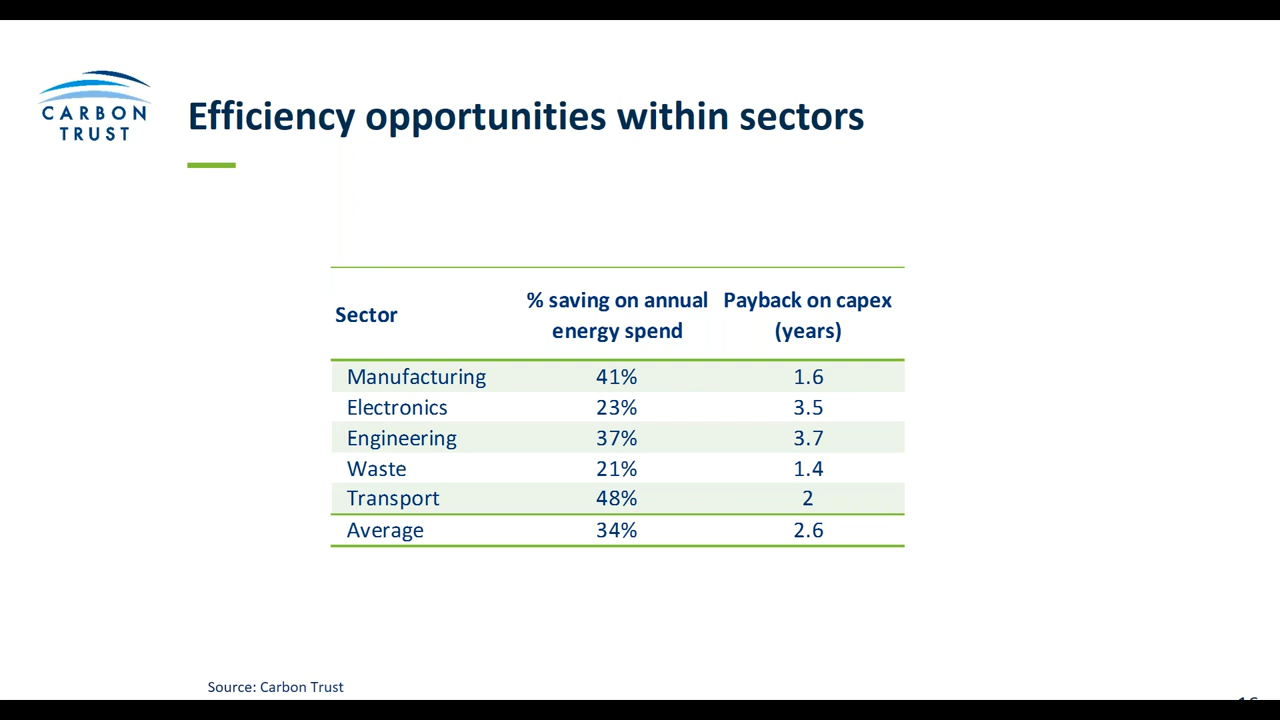 CARBON
TRUST
Efficiency opportunities within sectors
Sector % saving on annual energy spend Payback on capex (years)
Manufacturing 41% 1.6
Electronics 23% 3.5
Engineering 37% 3.7
Waste 21% 1.4
Transport 48% 2
Average 34% 2.6
Source: Carbon Trust